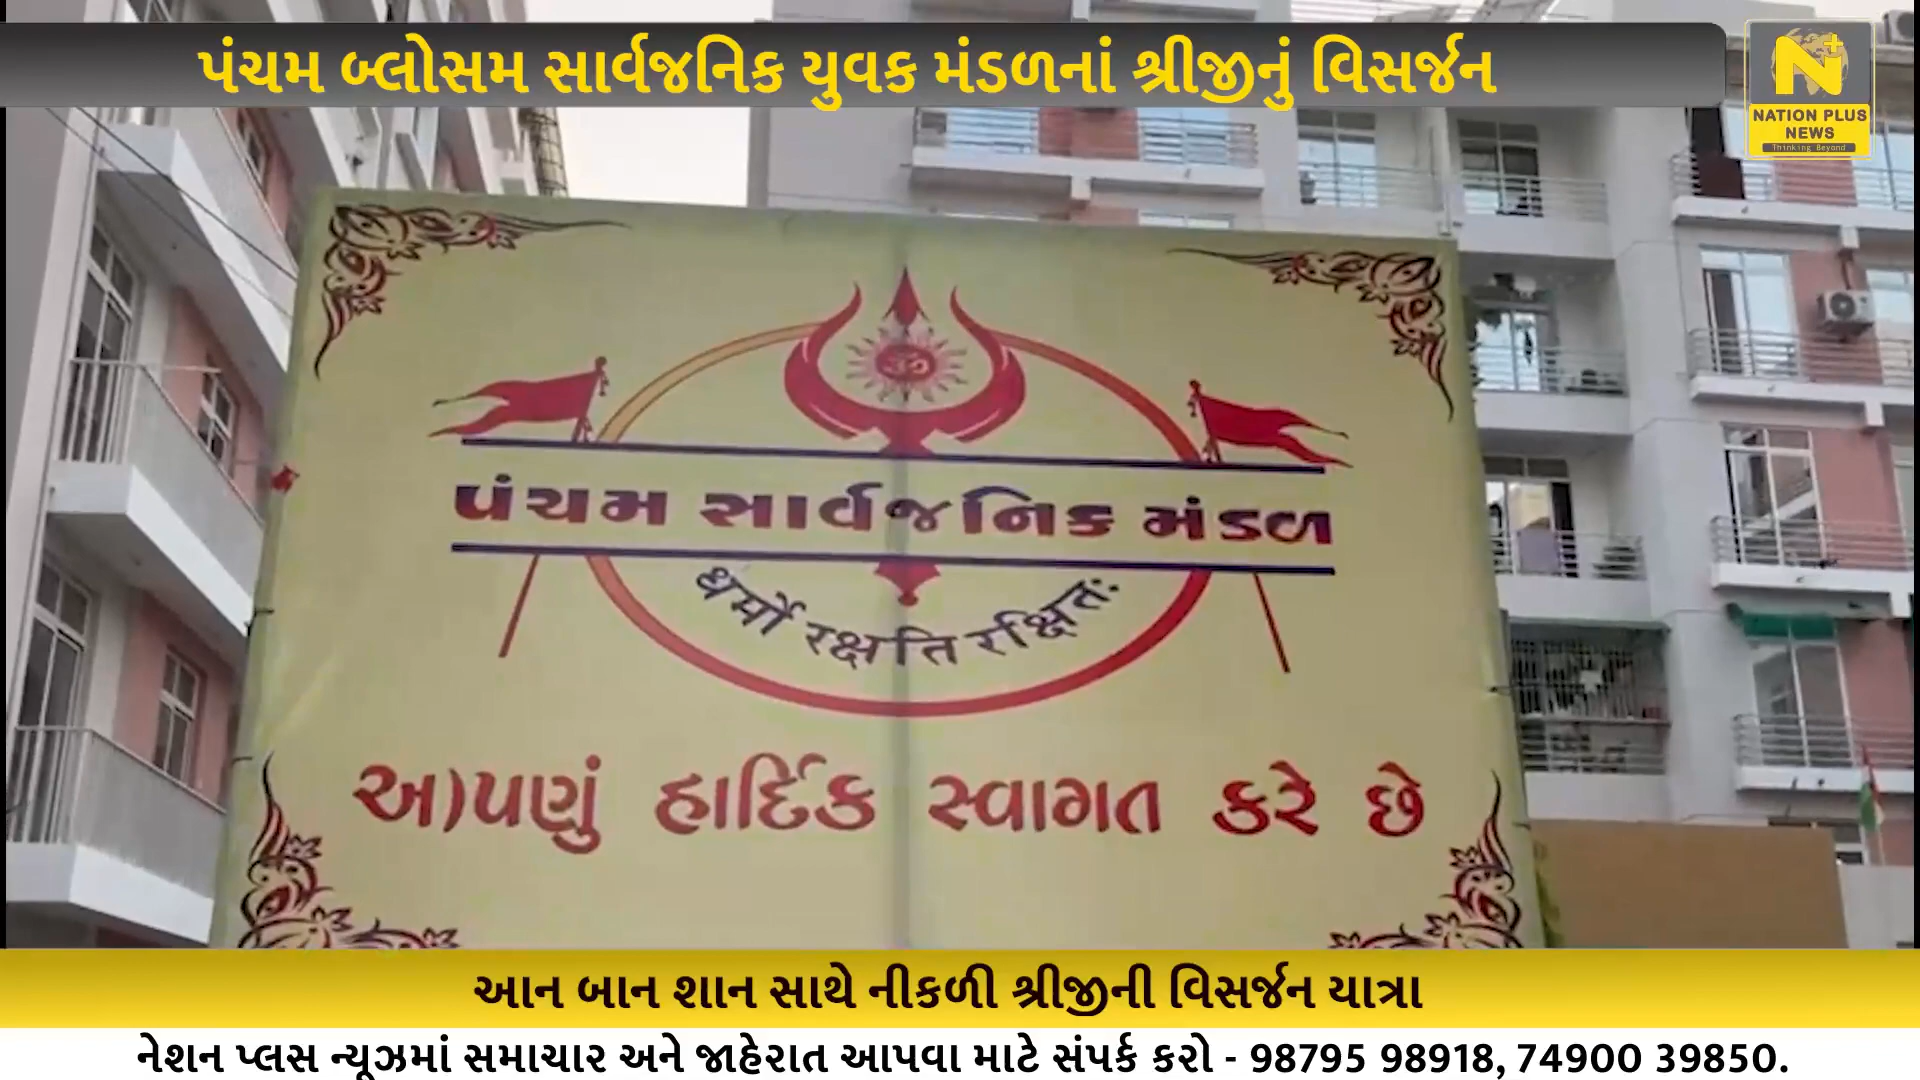 પંચમ બ્લોસમ સાર્વજનિક યુવક મંડળનાં શ્રીજીનું વિસર્જન
NATION PLUS
NEWS
Thinking Beyond
ૐ
પંચમ સાર્વજનિક મંડળ
धर्मो रक्षति रक्षितः
આપણું હાર્દિક સ્વાગત કરે છે
આન બાન શાન સાથે નીકળી શ્રીજીની વિસર્જન યાત્રા
નેશન પ્લસ ન્યૂઝમાં સમાચાર અને જાહેરાત આપવા માટે સંપર્ક કરો - 98795 98918, 74900 39850.